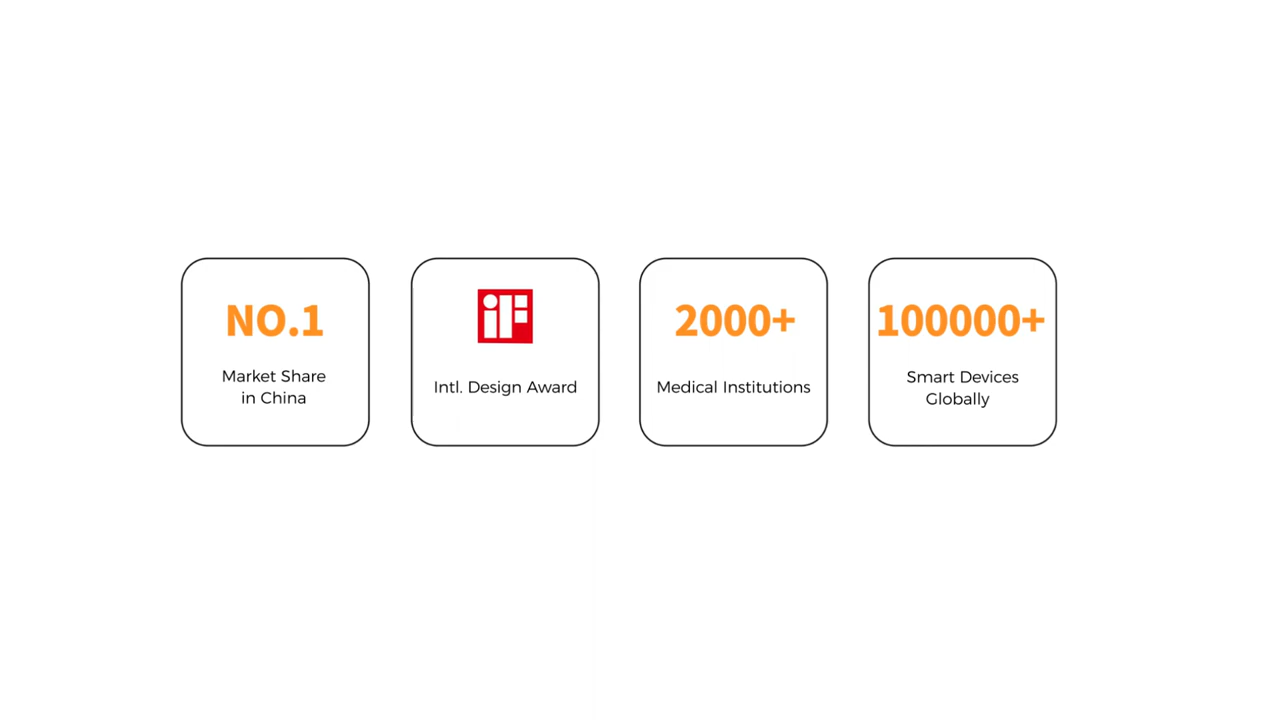 NO.1
Market Share
in China
iF
Intl. Design Award
2000+
Medical Institutions
100000+
Smart Devices
Globally